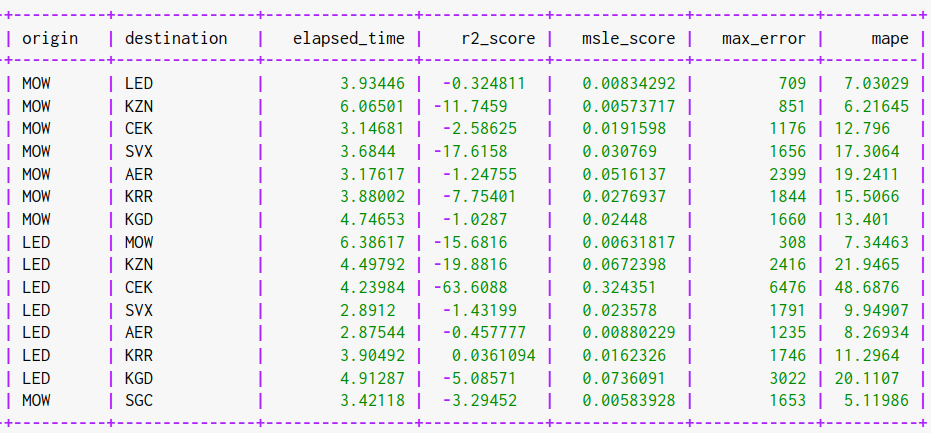 +-----------+----------------+----------------+-------------+--------------+-------------+----------+
| origin | destination | elapsed_time | r2_score | msle_score | max_error | mape |
+-----------+----------------+----------------+-------------+--------------+-------------+----------|
| MOW | LED | 3.93446 | -0.324811 | 0.00834292 | 709 | 7.03029 |
| MOW | KZN | 6.06501 | -11.7459 | 0.00573717 | 851 | 6.21645 |
| MOW | CEK | 3.14681 | -2.58625 | 0.0191598 | 1176 | 12.796 |
| MOW | SVX | 3.6844 | -17.6158 | 0.030769 | 1656 | 17.3064 |
| MOW | AER | 3.17617 | -1.24755 | 0.0516137 | 2399 | 19.2411 |
| MOW | KRR | 3.88002 | -7.75401 | 0.0276937 | 1844 | 15.5066 |
| MOW | KGD | 4.74653 | -1.0287 | 0.02448 | 1660 | 13.401 |
| LED | MOW | 6.38617 | -15.6816 | 0.00631817 | 308 | 7.34463 |
| LED | KZN | 4.49792 | -19.8816 | 0.0672398 | 2416 | 21.9465 |
| LED | CEK | 4.23984 | -63.6088 | 0.324351 | 6476 | 48.6876 |
| LED | SVX | 2.8912 | -1.43199 | 0.023578 | 1791 | 9.94907 |
| LED | AER | 2.87544 | -0.457777 | 0.00880229 | 1235 | 8.26934 |
| LED | KRR | 3.90492 | 0.0361094 | 0.0162326 | 1746 | 11.2964 |
| LED | KGD | 4.91287 | -5.08571 | 0.0736091 | 3022 | 20.1107 |
| MOW | SGC | 3.42118 | -3.29452 | 0.00583928 | 1653 | 5.11986 |
+-----------+----------------+----------------+-------------+--------------+-------------+----------+